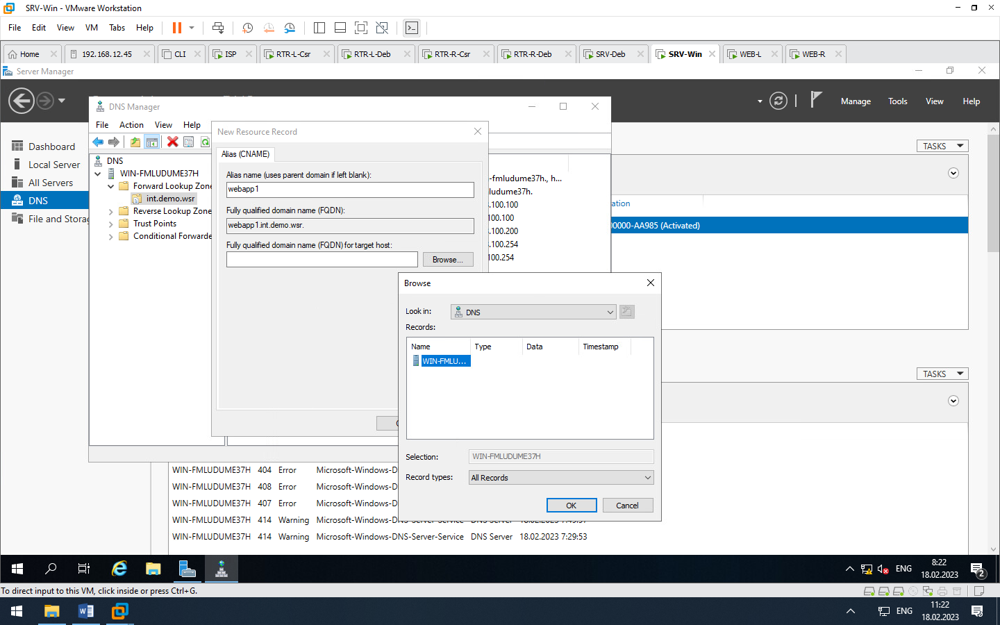 SRV-Win - VMware Workstation
File Edit View VM Tabs Help
Home 192.168.12.45 CLI ISP RTR-L-Csr RTR-L-Deb RTR-R-Csr RTR-R-Deb SRV-Deb SRV-Win WEB-L WEB-R
Server Manager
Manage Tools View Help
Dashboard
Local Server
All Servers
DNS
File and Storag
DNS Manager
File Action View Help
DNS
WIN-FMLUDUME37H
Forward Lookup Zone
int.demo.wsr
Reverse Lookup Zone
Trust Points
Conditional Forwarde
-fmludume37h., h...
ludume37h.
.100.100
.100.100
.100.200
.100.254
.100.254
New Resource Record
Alias (CNAME)
Alias name (uses parent domain if left blank):
webapp1
Fully qualified domain name (FQDN):
webapp1.int.demo.wsr.
Fully qualified domain name (FQDN) for target host:
Browse...
Browse
Look in: DNS
Records:
Name Type Data Timestamp
WIN-FMLU...
Selection: WIN-FMLUDUME37H
Record types: All Records
OK Cancel
TASKS
ation
00000-AA985 (Activated)
TASKS
WIN-FMLUDUME37H 404 Error Microsoft-Windows-D
WIN-FMLUDUME37H 408 Error Microsoft-Windows-D
WIN-FMLUDUME37H 407 Error Microsoft-Windows-D
WIN-FMLUDUME37H 414 Warning Microsoft-Windows-DNS-Server-Service DNS Server
WIN-FMLUDUME37H 414 Warning Microsoft-Windows-DNS-Server-Service DNS Server 18.02.2023 7:29:53
ENG 8:22
18.02.2023
2
To direct input to this VM, click inside or press Ctrl+G.
ENG 11:22
18.02.2023